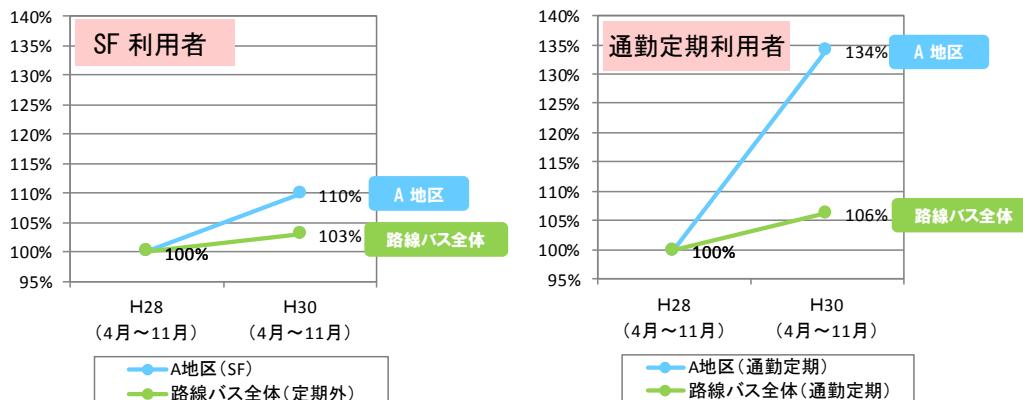 SF 利用者
140%
135%
130%
125%
120%
115%
110%
105%
100%
95%
110%
A 地区
103%
路線バス全体
100%
H28
(4月～11月)
H30
(4月～11月)
A地区(SF)
路線バス全体(定期外)
通勤定期利用者
140%
135%
130%
125%
120%
115%
110%
105%
100%
95%
134%
A 地区
106%
路線バス全体
100%
H28
(4月～11月)
H30
(4月～11月)
A地区(通勤定期)
路線バス全体(通勤定期)